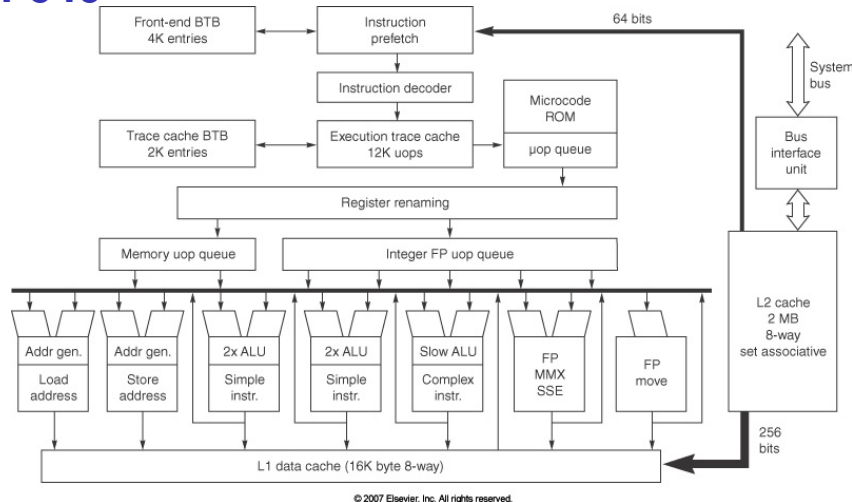 Front-end BTB
4K entries
Instruction
prefetch
64 bits
System
bus
Instruction decoder
Microcode
ROM
Trace cache BTB
2K entries
Execution trace cache
12K uops
µop queue
Bus
interface
unit
Register renaming
Memory uop queue
Integer FP uop queue
L2 cache
2 MB
8-way
set associative
Addr gen.
Load
address
Addr gen.
Store
address
2x ALU
Simple
instr.
2x ALU
Simple
instr.
Slow ALU
Complex
instr.
FP
MMX
SSE
FP
move
256
bits
L1 data cache (16K byte 8-way)
© 2007 Elsevier, Inc. All rights reserved.